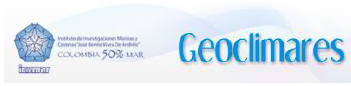 Instituto de Investigaciones Marinas y
Costeras "José Benito Vives De Andréis"
COLOMBIA 50% MAR
invemar
Geoclimares